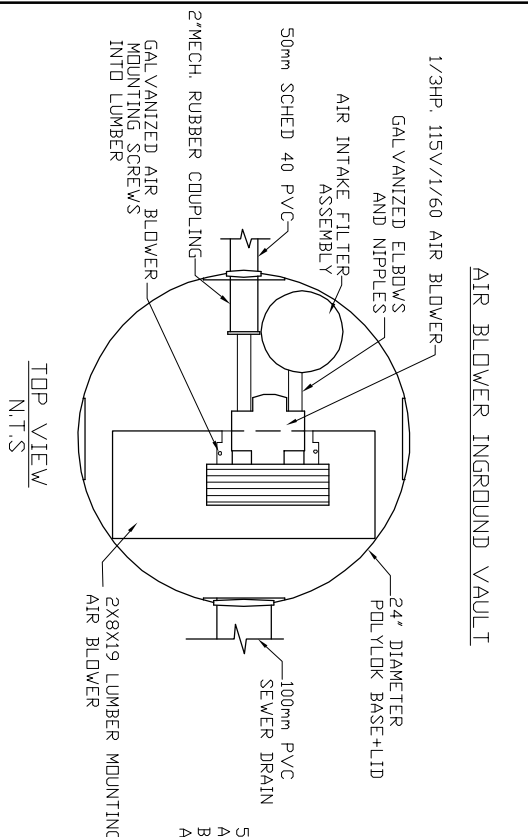 AIR BLOWER INGROUND VAULT
1/3HP. 115V/1/60 AIR BLOWER
GALVANIZED ELBOWS
AND NIPPLES
AIR INTAKE FILTER
ASSEMBLY
50mm SCHED 40 PVC
2"MECH. RUBBER COUPLING
GALVANIZED AIR BLOWER
MOUNTING SCREWS
INTO LUMBER
24" DIAMETER
POLYLOK BASE+LID
100mm PVC
SEWER DRAIN
2X8X19 LUMBER MOUNTING
AIR BLOWER
TOP VIEW
N.T.S
5
A
B
A